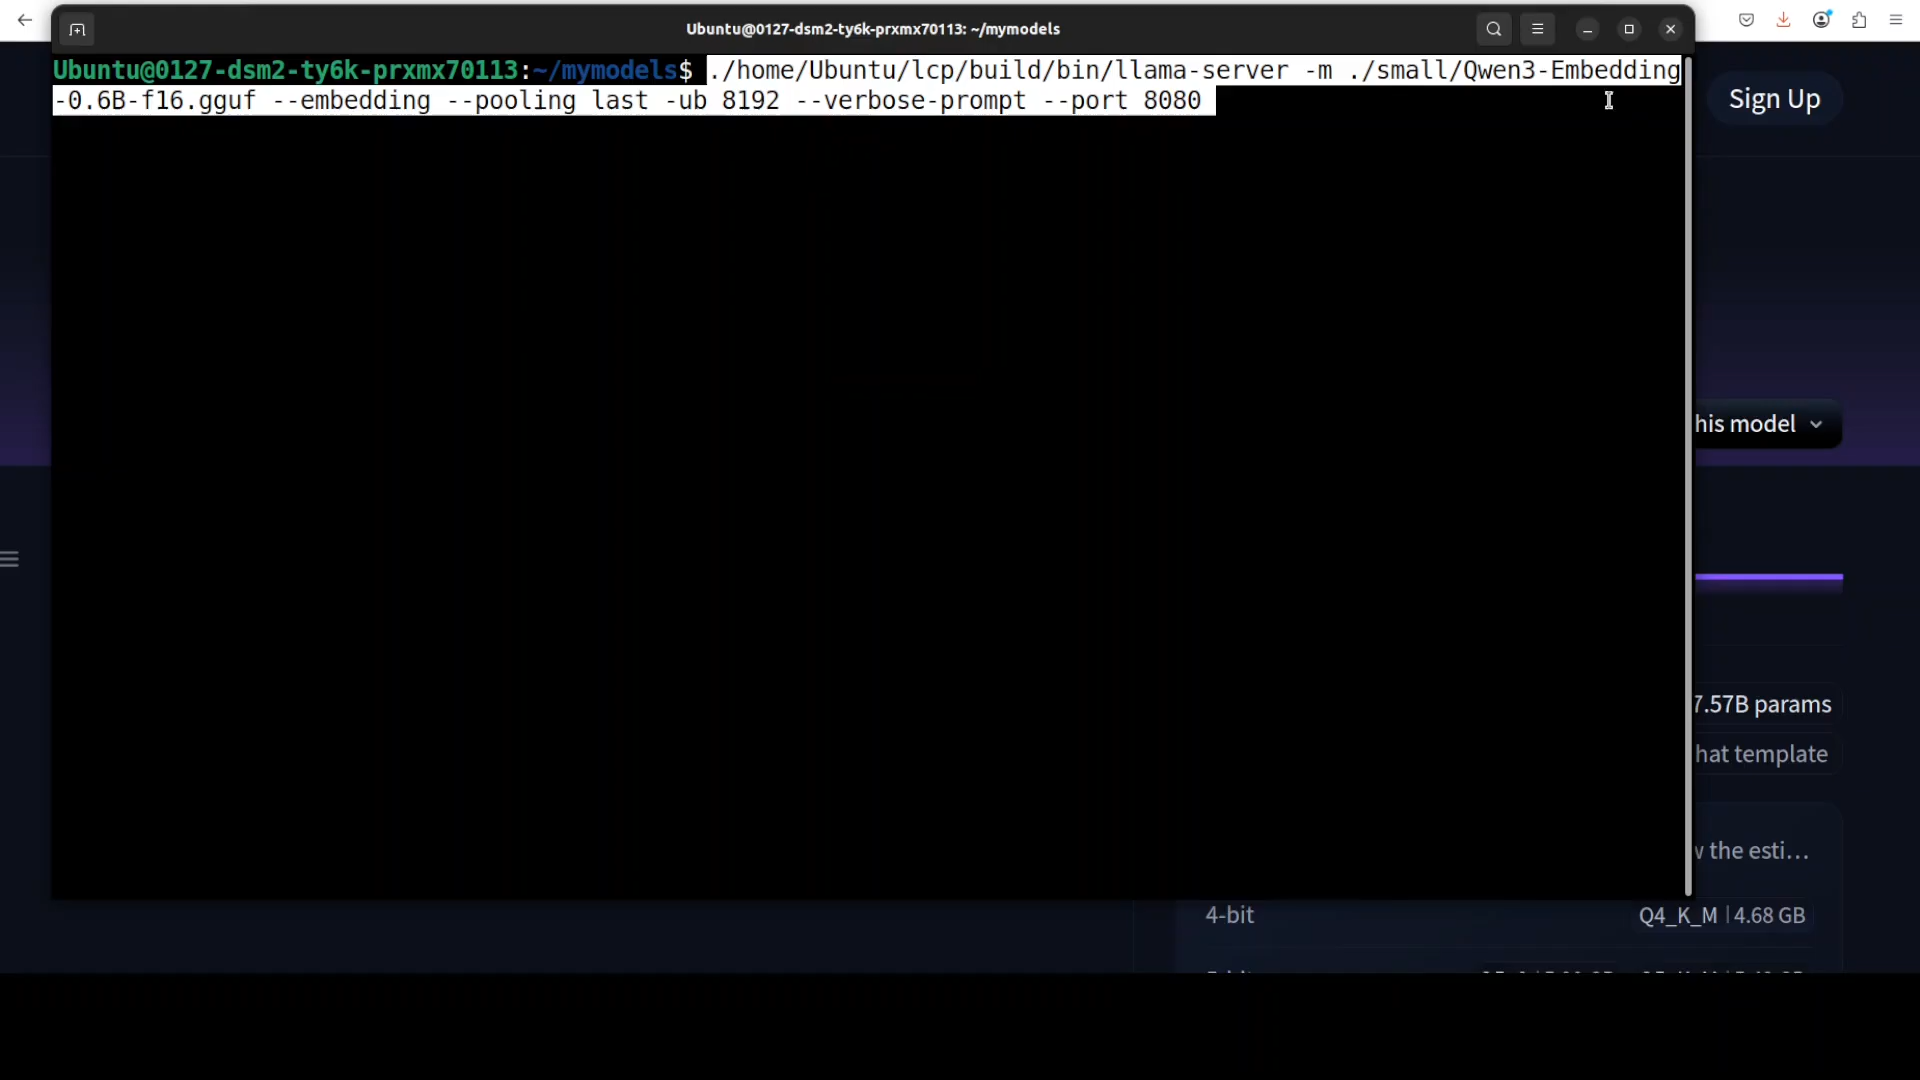 Ubuntu@0127-dsm2-ty6k-prxmx70113: ~/mymodels
Ubuntu@0127-dsm2-ty6k-prxmx70113:~/mymodels$ ./home/Ubuntu/lcp/build/bin/llama-server -m ./small/Qwen3-Embedding
-0.6B-f16.gguf --embedding --pooling last -ub 8192 --verbose-prompt --port 8080
Sign Up
his model
7.57B params
hat template
w the esti…
4-bit Q4_K_M 4.68 GB